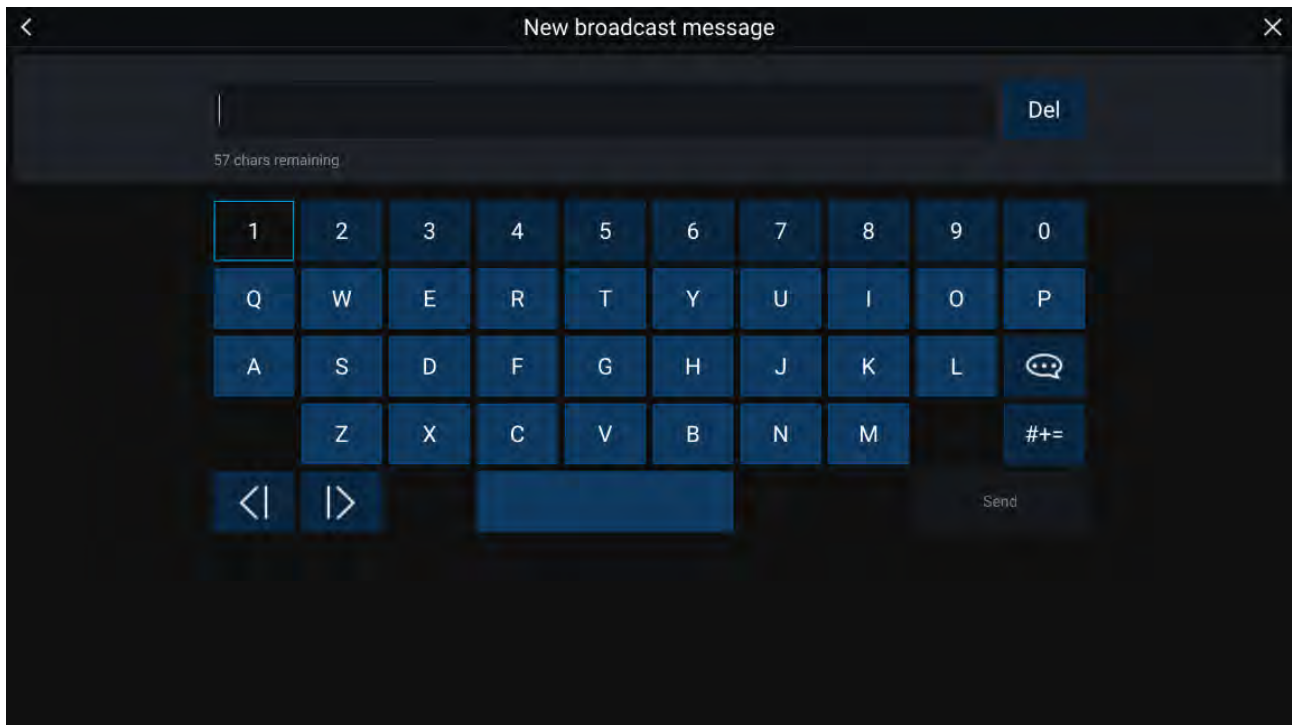 New broadcast message
Del
57 chars remaining
1 2 3 4 5 6 7 8 9 0
Q W E R T Y U I O P
A S D F G H J K L
Z X C V B N M #+=
Send